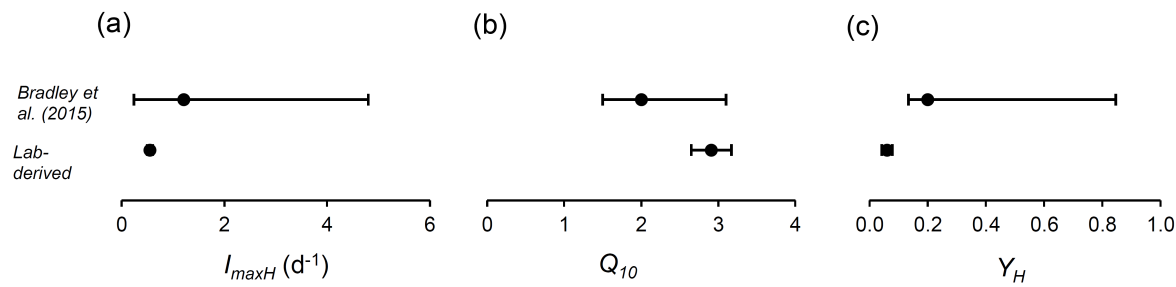 (a)
(b)
(c)
Bradley et
al. (2015)
Lab-
derived
0 2 4 6
0 1 2 3 4
0.0 0.2 0.4 0.6 0.8 1.0
I_maxH (d⁻¹)
Q_10
Y_H